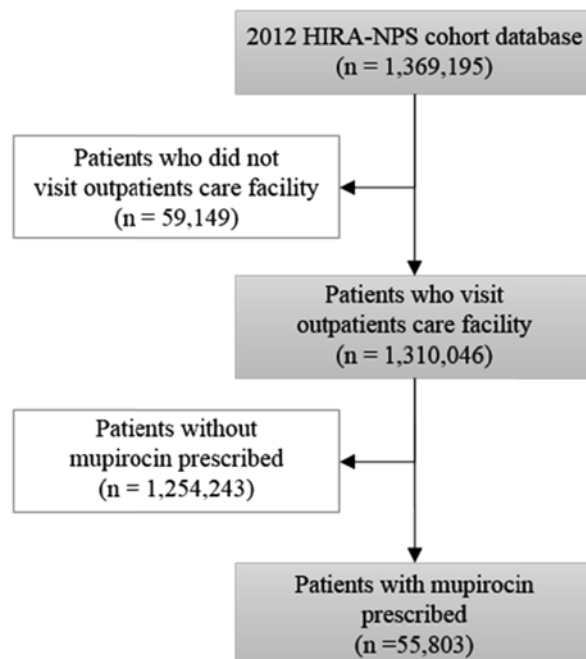 2012 HIRA-NPS cohort database
(n = 1,369,195)
Patients who did not
visit outpatients care facility
(n = 59,149)
Patients who visit
outpatients care facility
(n = 1,310,046)
Patients without
mupirocin prescribed
(n = 1,254,243)
Patients with mupirocin
prescribed
(n =55,803)